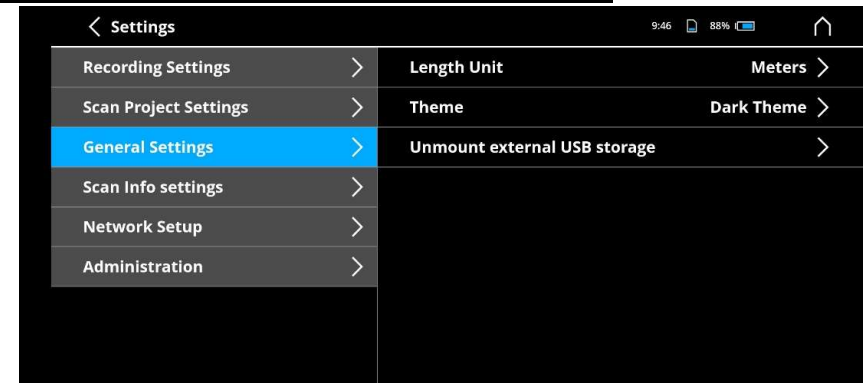 Settings
9:46 88%
Recording Settings
Scan Project Settings
General Settings
Scan Info settings
Network Setup
Administration
Length Unit Meters
Theme Dark Theme
Unmount external USB storage